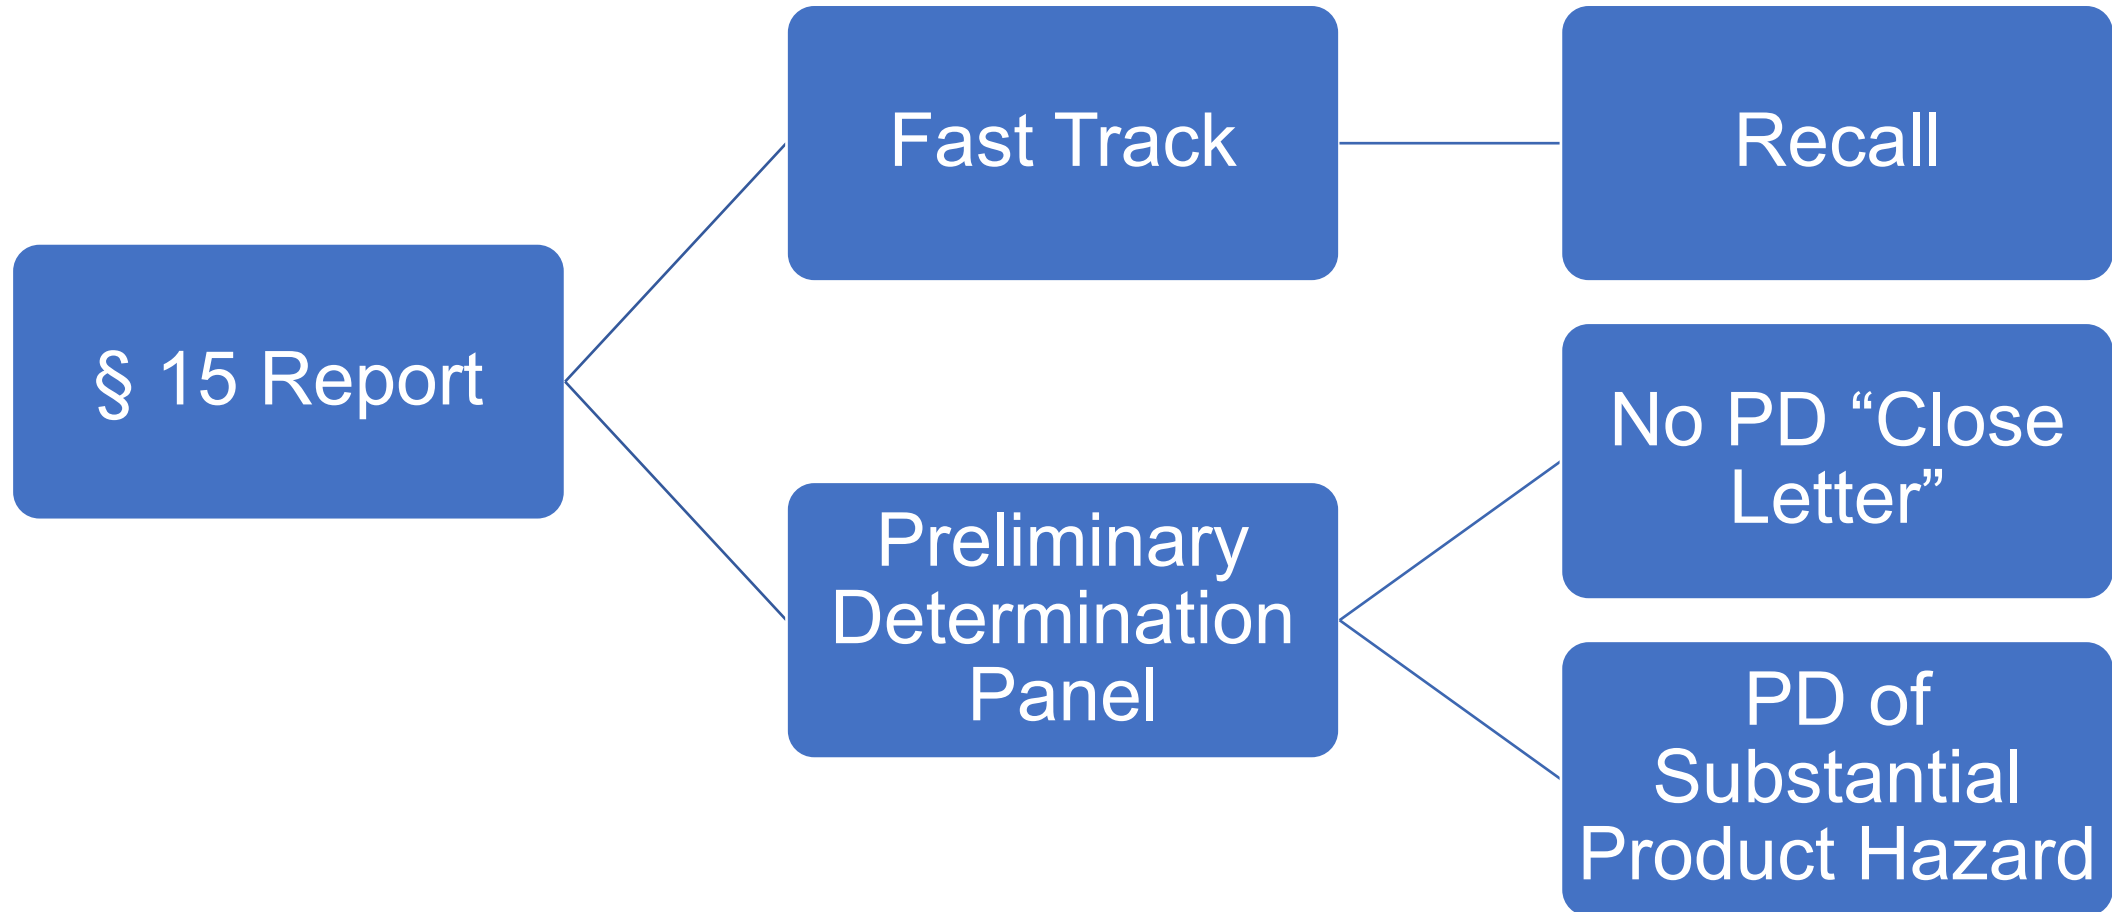 § 15 Report
Fast Track
Recall
Preliminary
Determination
Panel
No PD “Close
Letter”
PD of
Substantial
Product Hazard